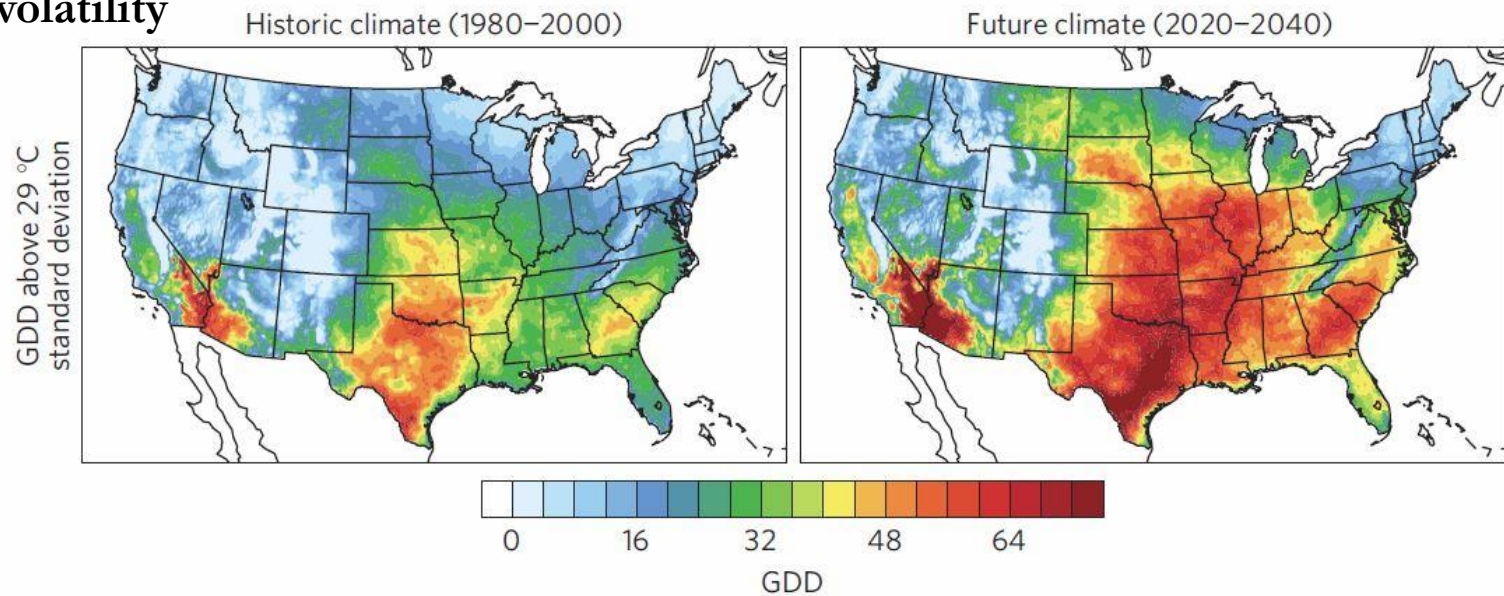 volatility
Historic climate (1980–2000)
Future climate (2020–2040)
GDD above 29 °C
standard deviation
0 16 32 48 64
GDD